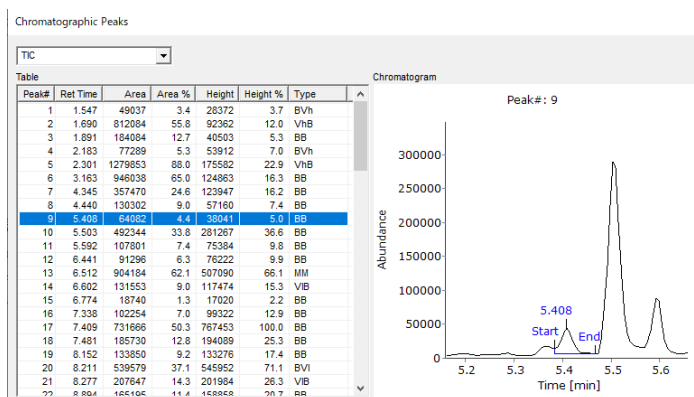 Chromatographic Peaks
TIC
Table
Peak# Ret Time Area Area % Height Height % Type
1 1.547 49037 3.4 28372 3.7 BVh
2 1.690 812084 55.8 92362 12.0 VhB
3 1.891 184084 12.7 40503 5.3 BB
4 2.183 77289 5.3 53912 7.0 BVh
5 2.301 1279853 88.0 175582 22.9 VhB
6 3.163 946038 65.0 124863 16.3 BB
7 4.345 357470 24.6 123947 16.2 BB
8 4.440 130302 9.0 57160 7.4 BB
9 5.408 64082 4.4 38041 5.0 BB
10 5.503 492344 33.8 281267 36.6 BB
11 5.592 107801 7.4 75384 9.8 BB
12 6.441 91296 6.3 76222 9.9 BB
13 6.512 904184 62.1 507090 66.1 MM
14 6.602 131553 9.0 117474 15.3 VIB
15 6.774 18740 1.3 17020 2.2 BB
16 7.338 102254 7.0 99322 12.9 BB
17 7.409 731666 50.3 767453 100.0 BB
18 7.481 185730 12.8 194089 25.3 BB
19 8.152 133850 9.2 133276 17.4 BB
20 8.211 539579 37.1 545952 71.1 BVI
21 8.277 207647 14.3 201984 26.3 VIB
22 8.894 165195 11.4 158858 20.7 BB
Chromatogram
Peak#: 9
Abundance
300000
250000
200000
150000
100000
50000
0
5.408
Start
End
5.2 5.3 5.4 5.5 5.6
Time [min]